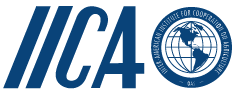 IICA
INTER-AMERICAN INSTITUTE FOR COOPERATION ON AGRICULTURE